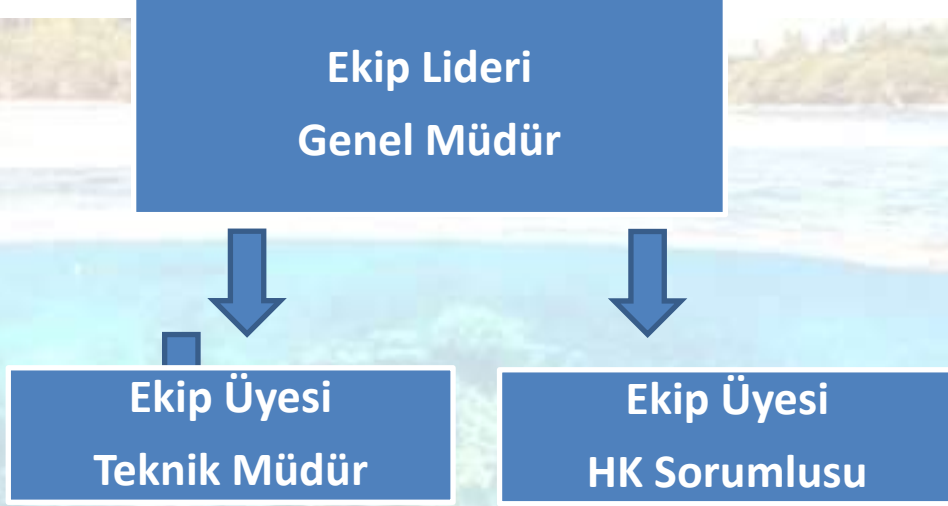 Ekip Lideri
Genel Müdür
Ekip Üyesi
Teknik Müdür
Ekip Üyesi
HK Sorumlusu